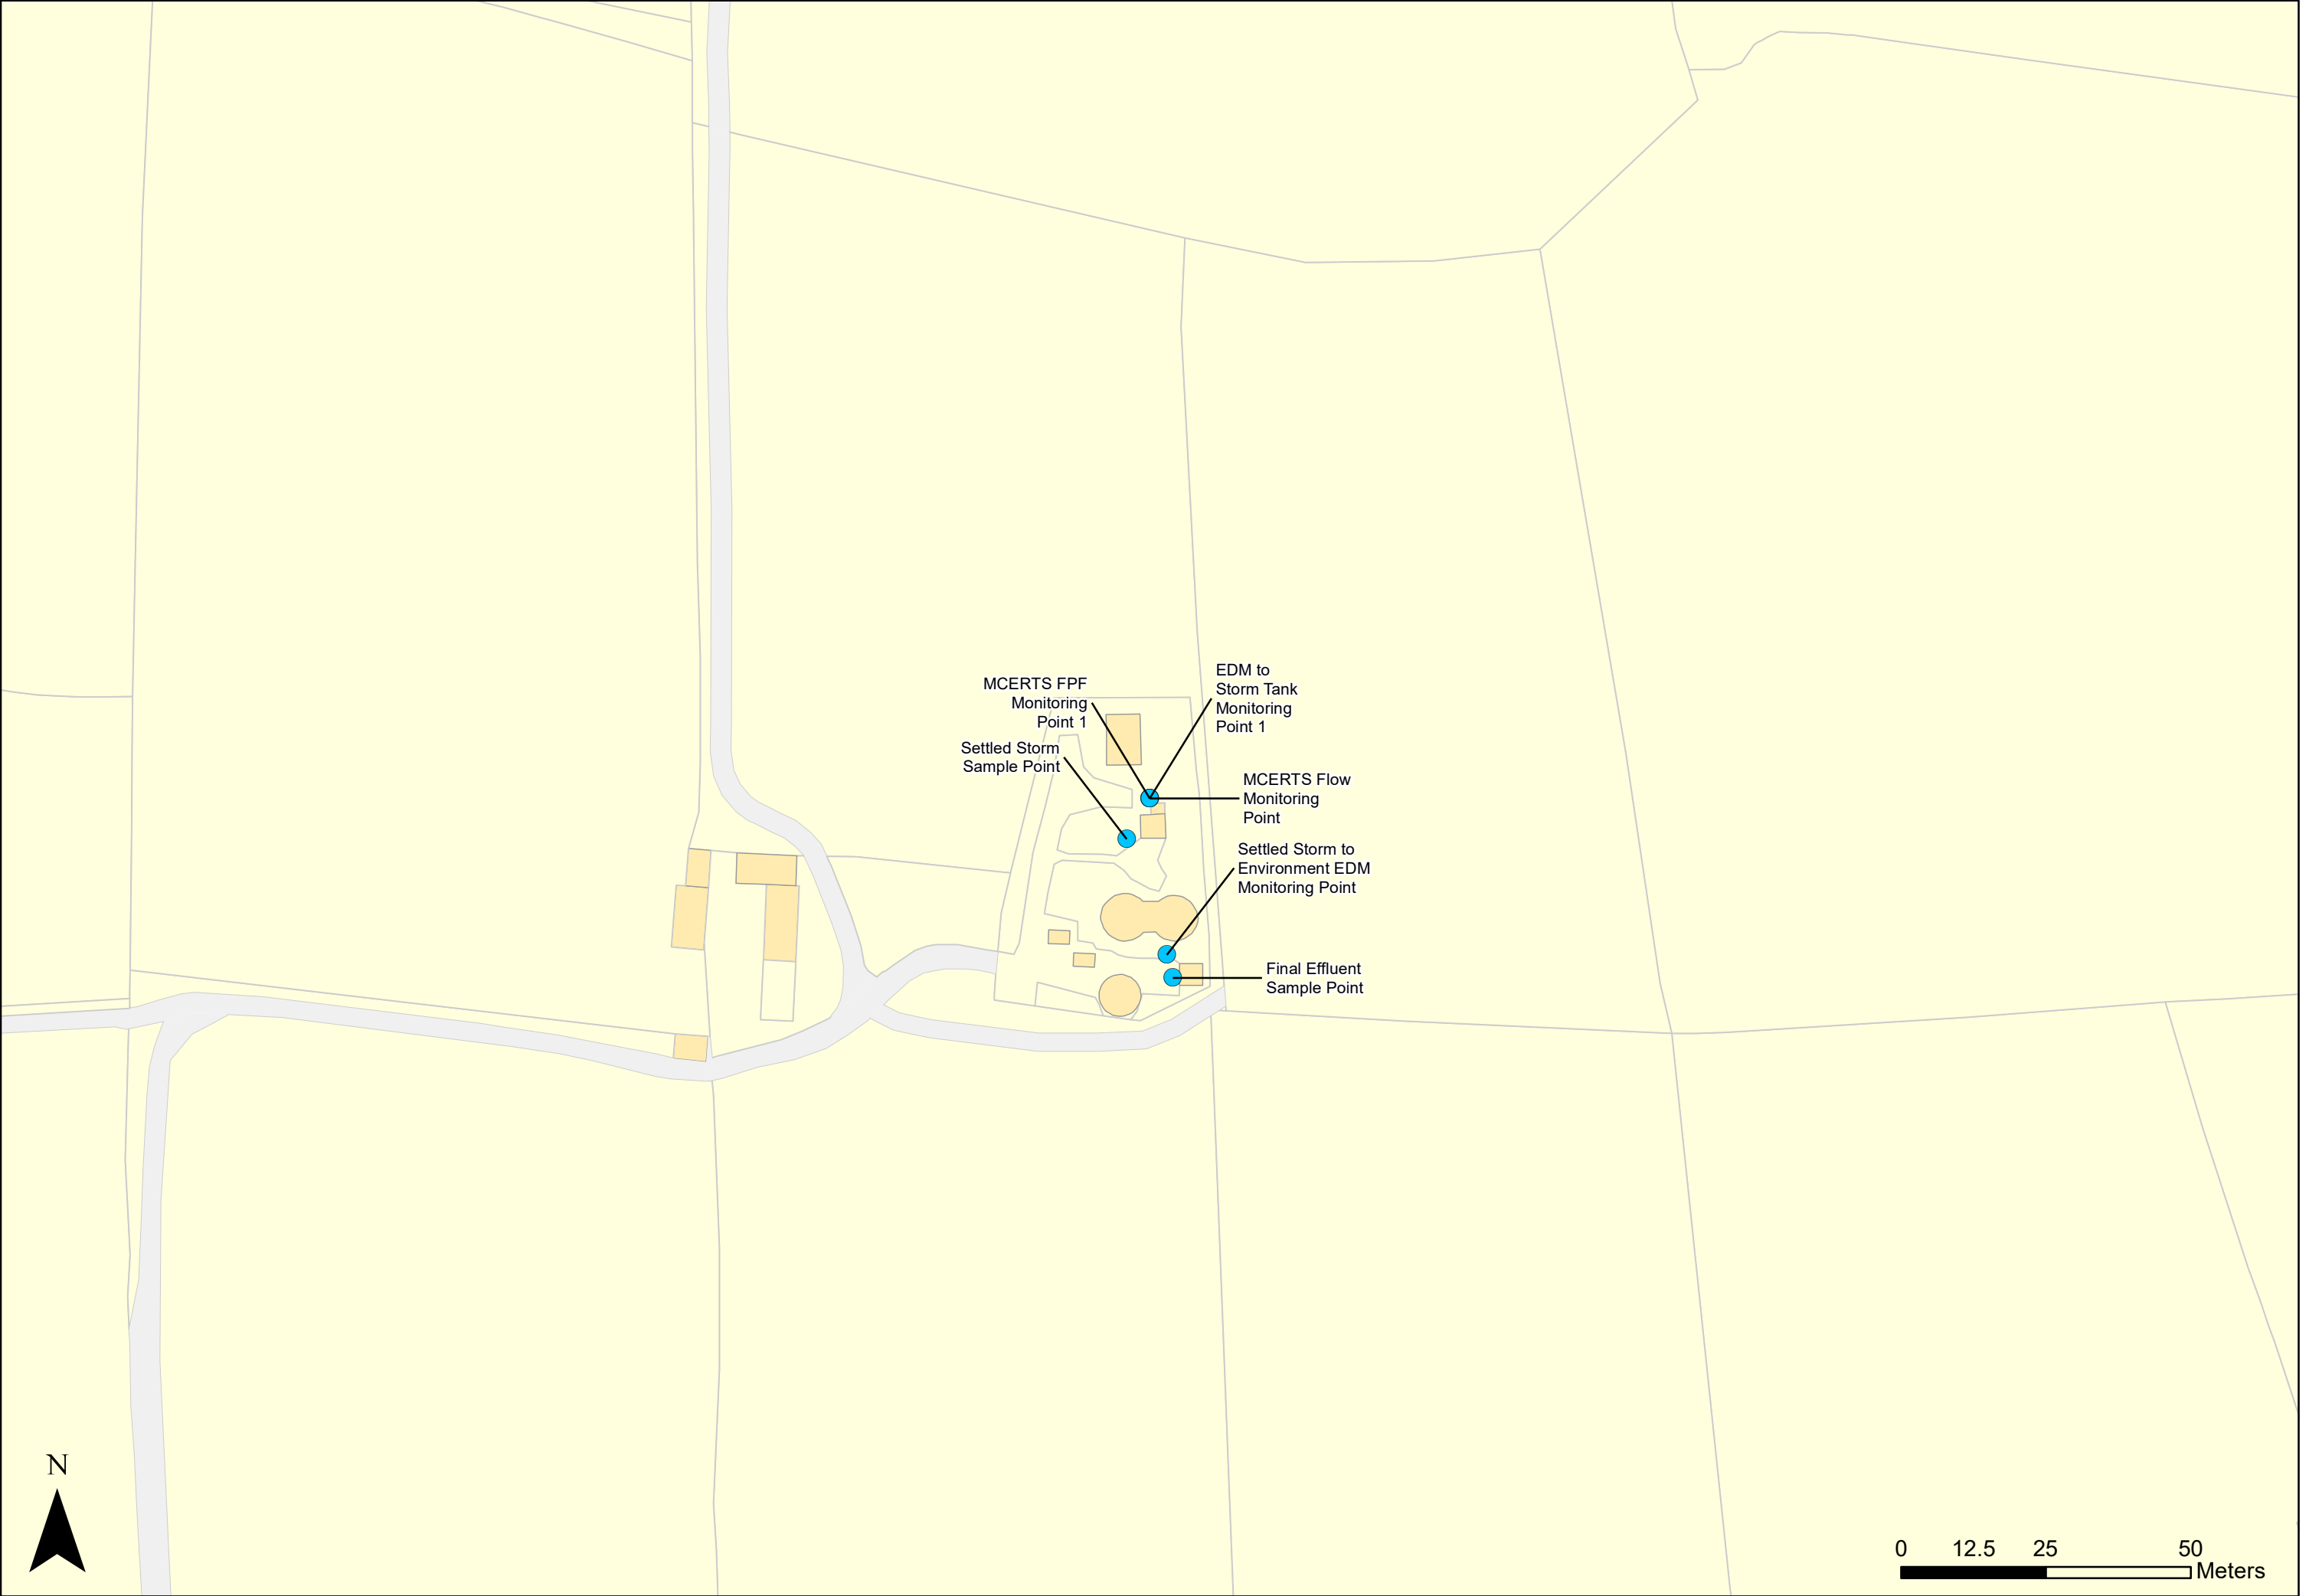 MCERTS FPF
Monitoring
Point 1
EDM to
Storm Tank
Monitoring
Point 1
Settled Storm
Sample Point
MCERTS Flow
Monitoring
Point
Settled Storm to
Environment EDM
Monitoring Point
Final Effluent
Sample Point
N
0 12.5 25 50
Meters